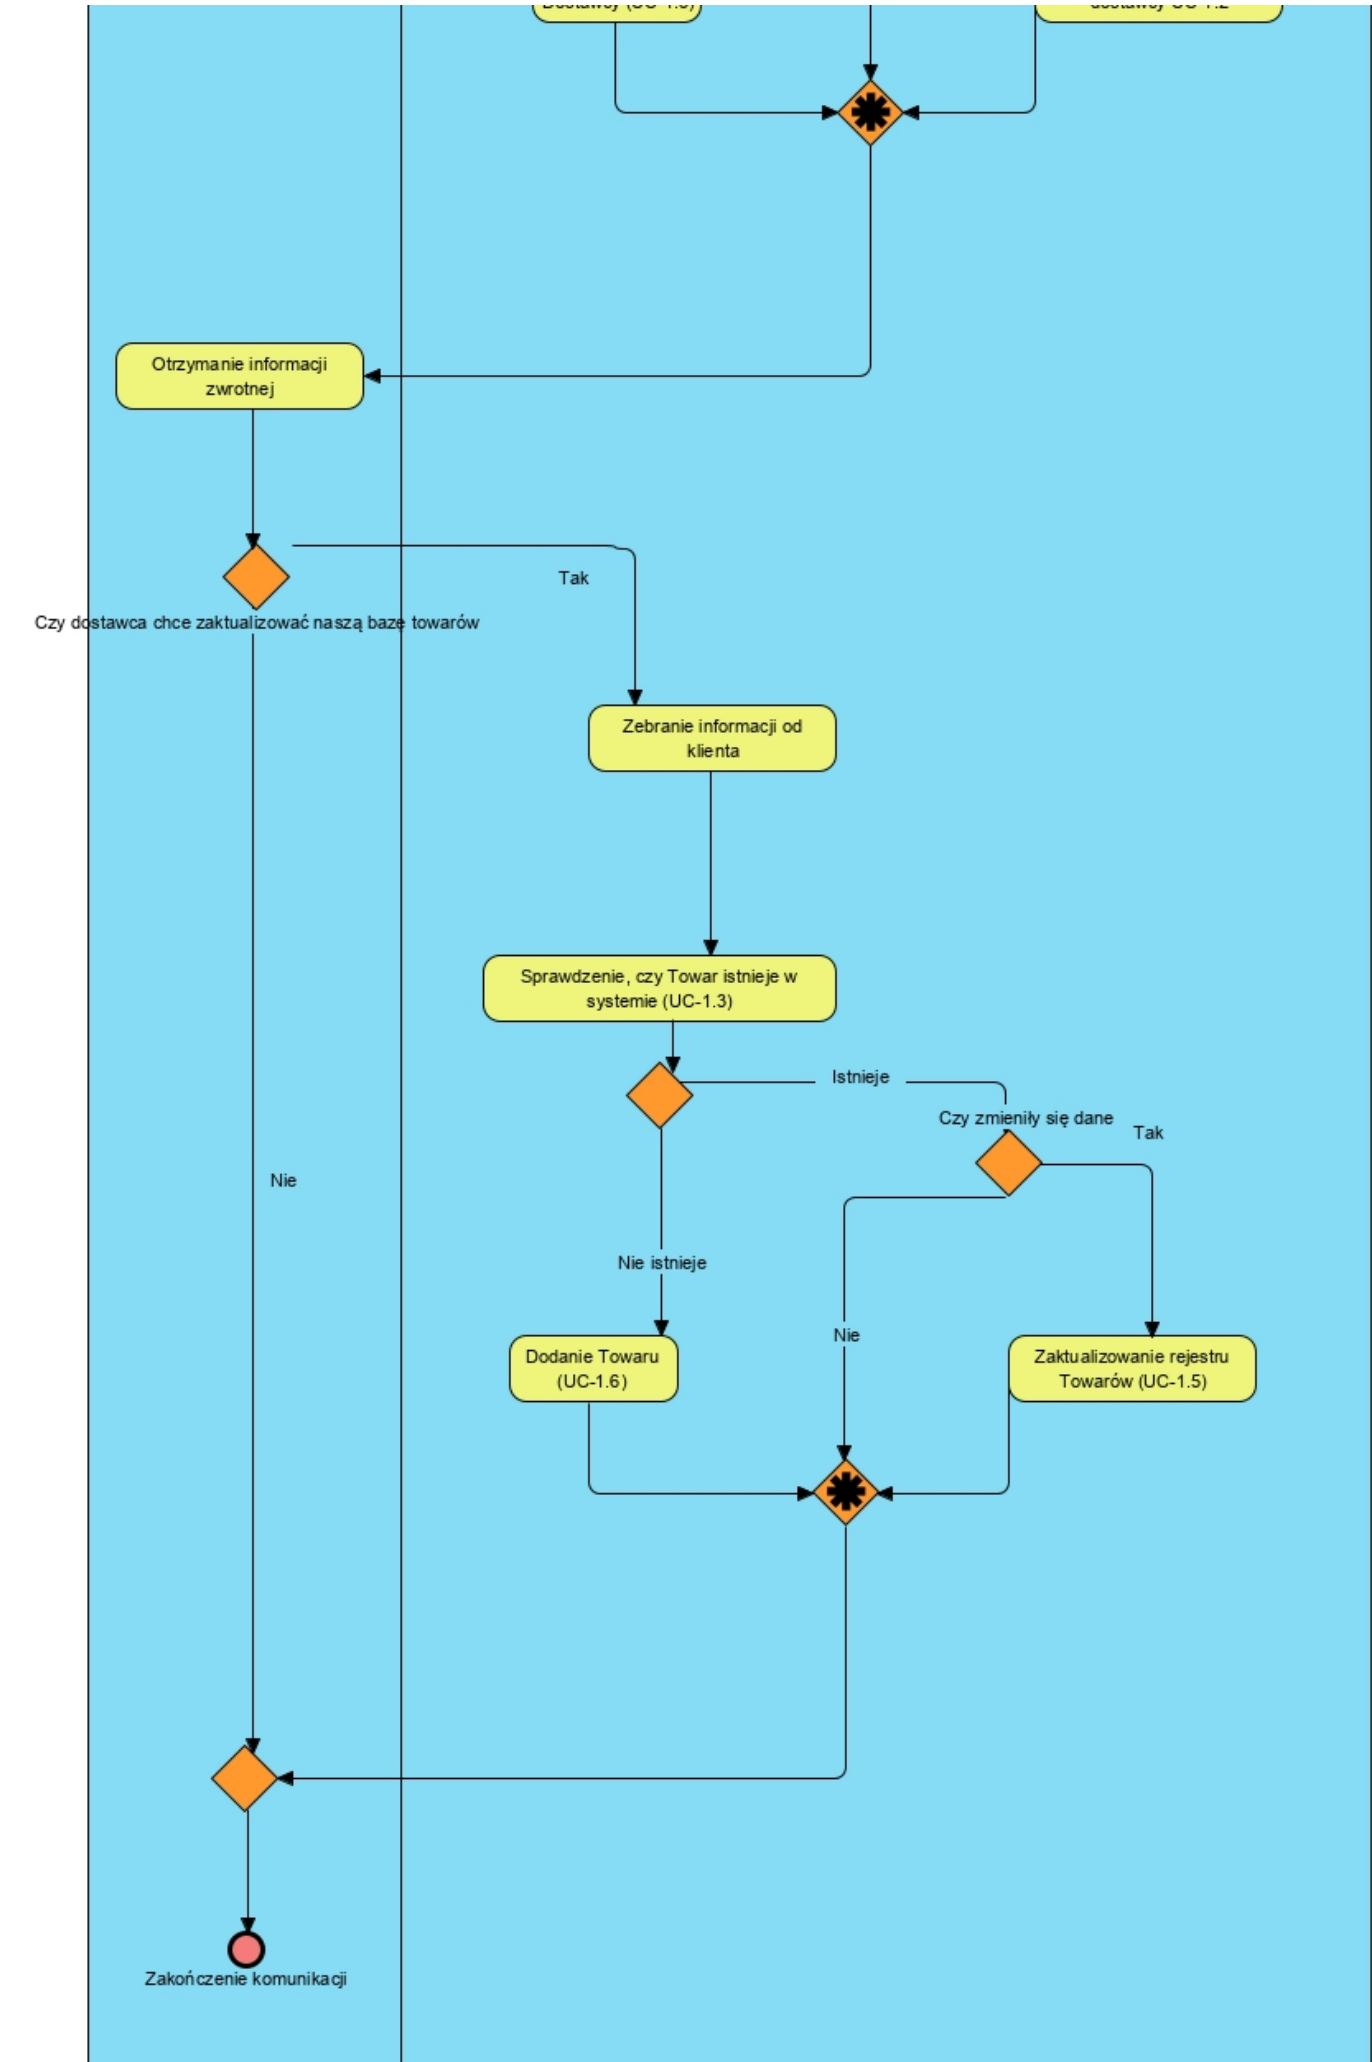 Otrzymanie informacji
zwrotnej
Tak
Czy dostawca chce zaktualizować naszą bazę towarów
Zebranie informacji od
klienta
Sprawdzenie, czy Towar istnieje w
systemie (UC-1.3)
Istnieje
Czy zmieniły się dane
Tak
Nie
Nie istnieje
Nie
Dodanie Towaru
(UC-1.6)
Zaktualizowanie rejestru
Towarów (UC-1.5)
Zakończenie komunikacji